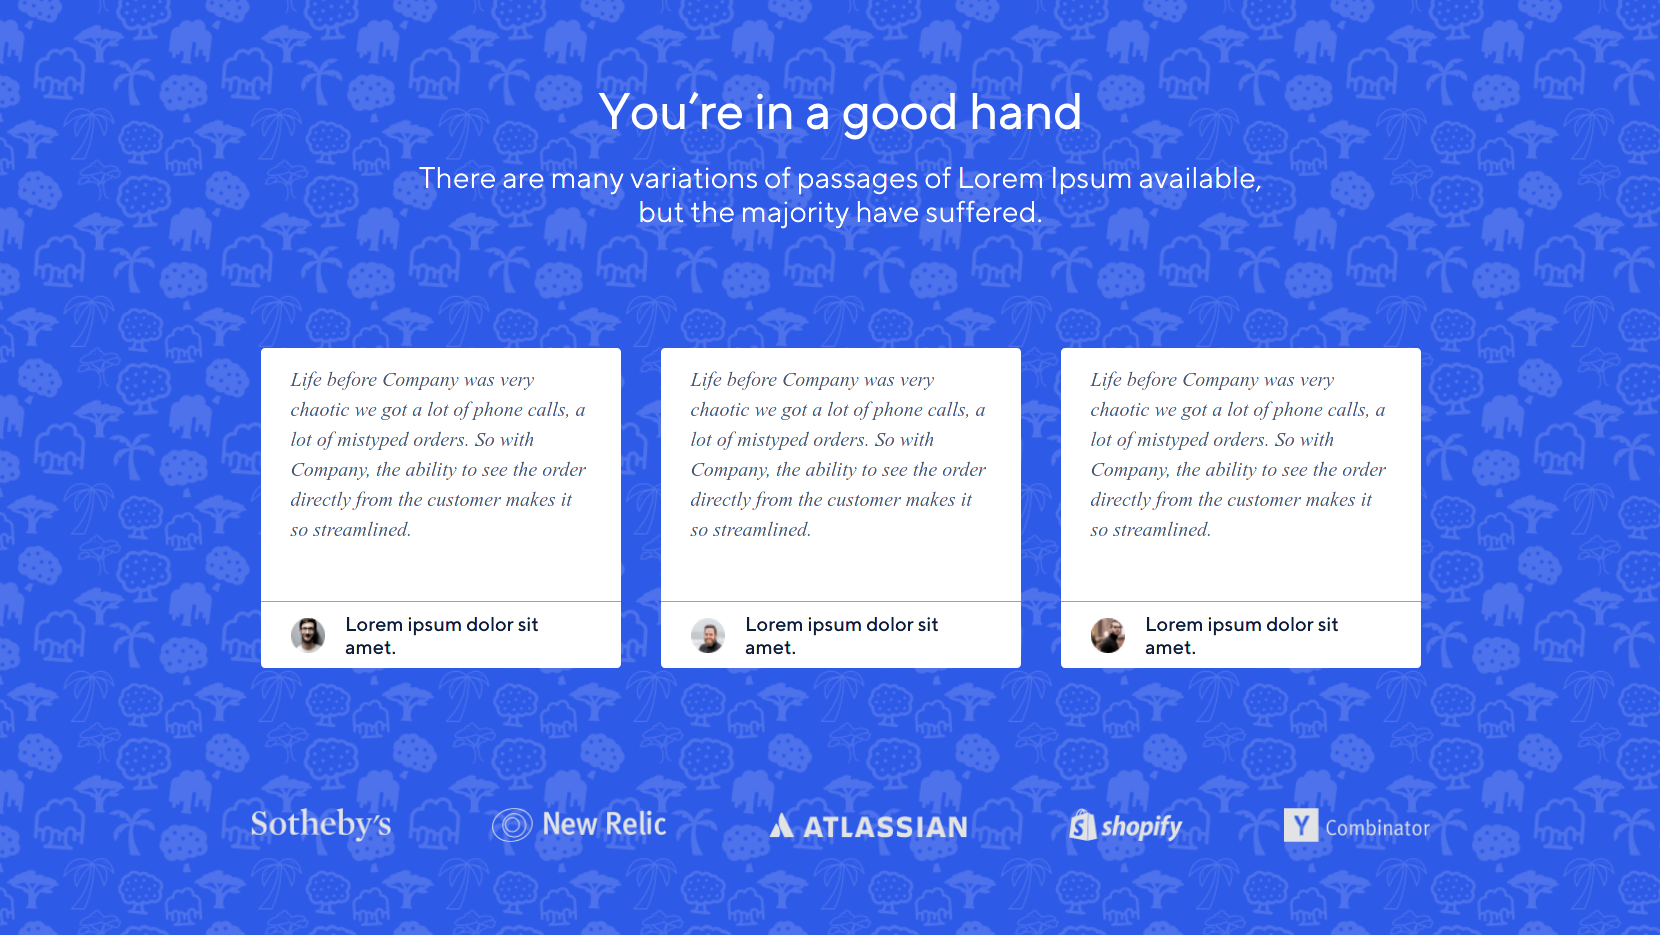 You’re in a good hand
There are many variations of passages of Lorem Ipsum available,
but the majority have suffered.
Life before Company was very
chaotic we got a lot of phone calls, a
lot of mistyped orders. So with
Company, the ability to see the order
directly from the customer makes it
so streamlined.
Lorem ipsum dolor sit
amet.
Life before Company was very
chaotic we got a lot of phone calls, a
lot of mistyped orders. So with
Company, the ability to see the order
directly from the customer makes it
so streamlined.
Lorem ipsum dolor sit
amet.
Life before Company was very
chaotic we got a lot of phone calls, a
lot of mistyped orders. So with
Company, the ability to see the order
directly from the customer makes it
so streamlined.
Lorem ipsum dolor sit
amet.
Sotheby's
New Relic
ATLASSIAN
shopify
Y Combinator